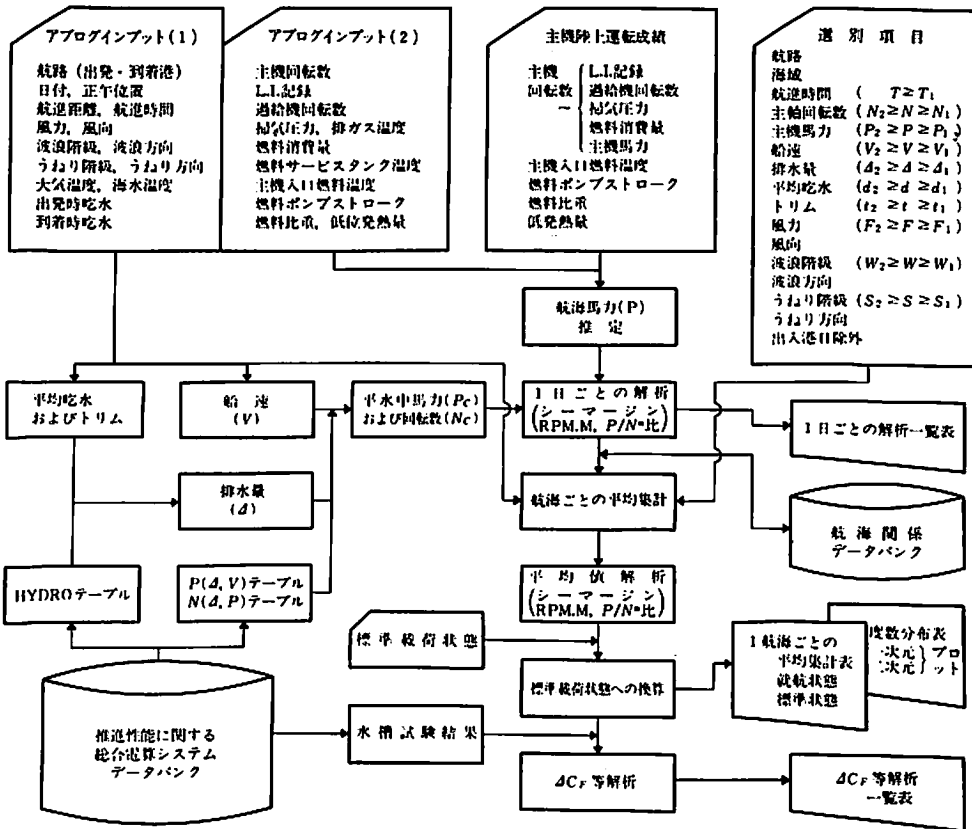 アブログインプット(1)
航路（出発・到着港）
日付，正午位置
航進距離，航進時間
風力，風向
波浪階級，波浪方向
うねり階級，うねり方向
大気温度，海水温度
出発時吃水
到着時吃水
アブログインプット(2)
主機回転数
L.I.記録
過給機回転数
掃気圧力，排ガス温度
燃料消費量
燃料サービスタンク温度
主機入口燃料温度
燃料ポンプストローク
燃料比重，低位発熱量
主機陸上運転成績
主機 L.I.記録
回転数 過給機回転数
～ 掃気圧力
燃料消費量
主機馬力
主機入口燃料温度
燃料ポンプストローク
燃料比重
低発熱量
選別項目
航路
海域
航進時間 ( T≥T₁
主軸回転数 (N₂≥N≥N₁)
主機馬力 (P₂≥P≥P₁)
船速 (V₂≥V≥V₁)
排水量 (Δ₂≥Δ≥Δ₁)
平均吃水 (d₂≥d≥d₁)
トリム (t₂≥t≥t₁)
風力 (F₂≥F≥F₁)
風向
波浪階級 (W₂≥W≥W₁)
波浪方向
うねり階級 (S₂≥S≥S₁)
うねり方向
出入港日除外
航海馬力(P)
推定
平均吃水
およびトリム
船速
(V)
平水中馬力(Pc)
および回転数(Nc)
1日ごとの解析
(シーマージン
RPM.M, P/Nⁿ比)
1日ごとの解析一覧表
排水量
(Δ)
航海ごとの平均集計
航海関係
データバンク
HYDROテーブル
P(Δ, V)テーブル
N(Δ, P)テーブル
平均値解析
(シーマージン
RPM.M, P/Nⁿ比)
標準載荷状態
標準載荷状態への換算
1航海ごとの
平均集計表
就航状態
標準状態
度数分布表
一次元}プロ
二次元}ット
推進性能に関する
総合電算システム
データバンク
水槽試験結果
ΔC_F等解析
ΔC_F等解析
一覧表